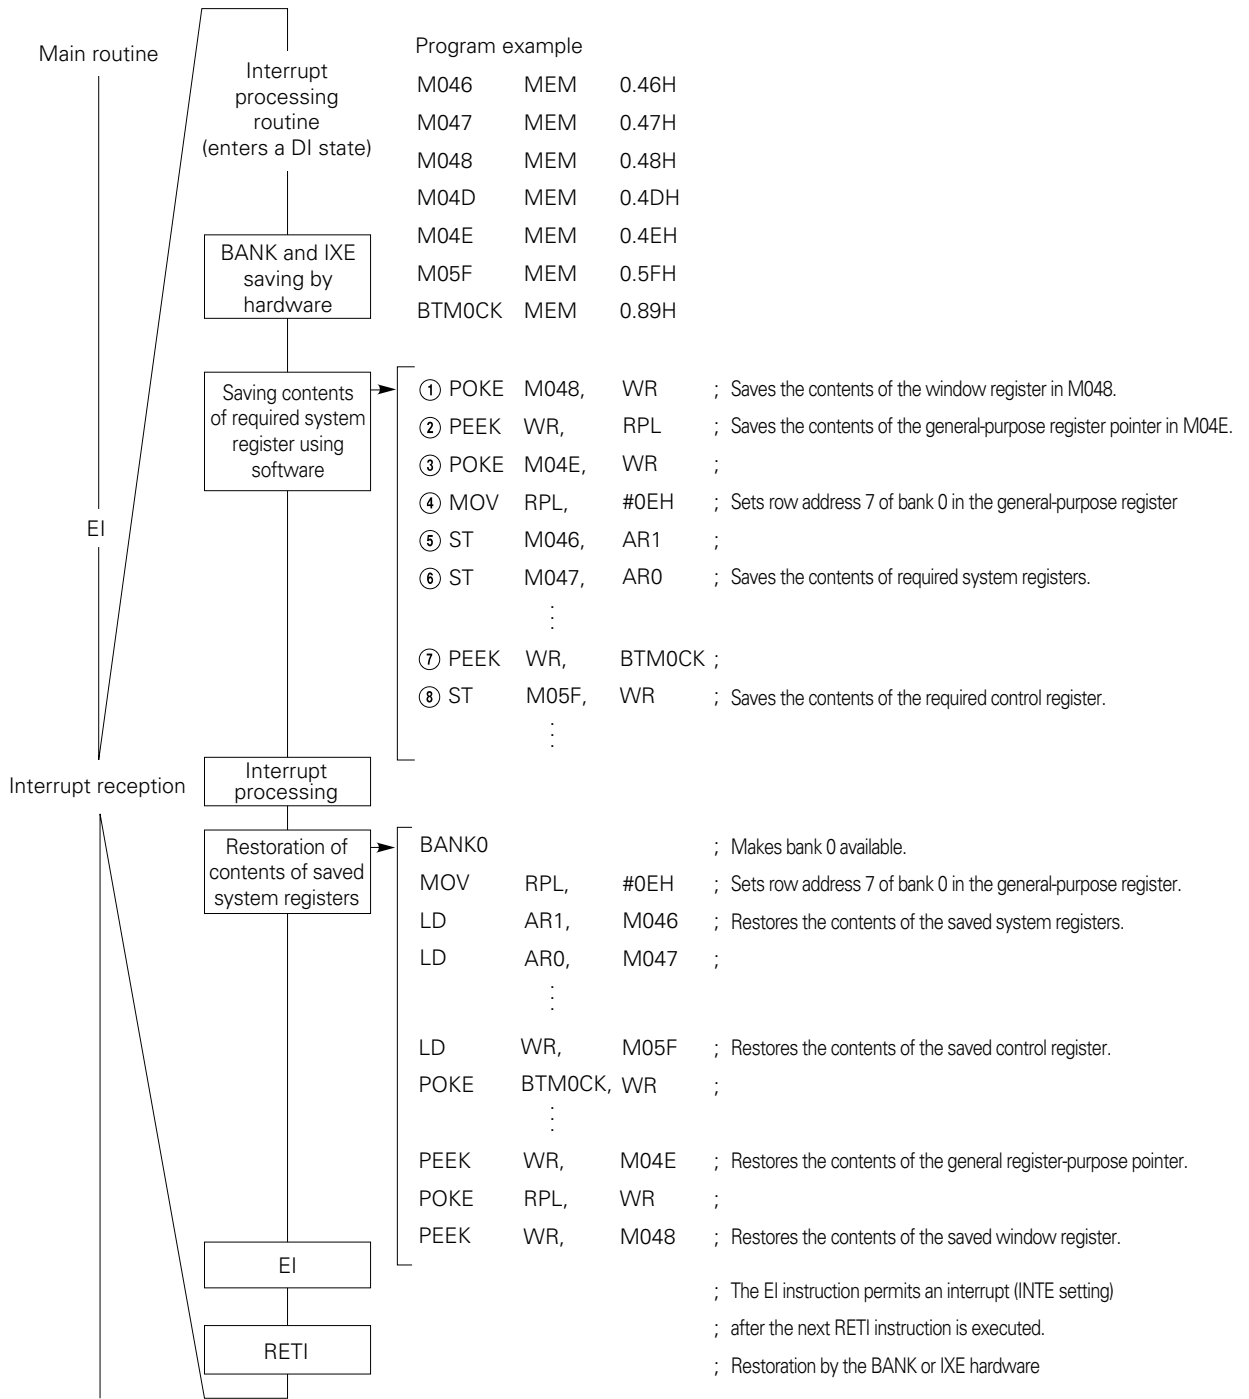 Main routine
Interrupt
processing
routine
(enters a DI state)
BANK and IXE
saving by
hardware
Saving contents
of required system
register using
software
EI
Interrupt reception
Interrupt
processing
Restoration of
contents of saved
system registers
EI
RETI
Program example
M046 MEM 0.46H
M047 MEM 0.47H
M048 MEM 0.48H
M04D MEM 0.4DH
M04E MEM 0.4EH
M05F MEM 0.5FH
BTM0CK MEM 0.89H
① POKE M048, WR ; Saves the contents of the window register in M048.
② PEEK WR, RPL ; Saves the contents of the general-purpose register pointer in M04E.
③ POKE M04E, WR ;
④ MOV RPL, #0EH ; Sets row address 7 of bank 0 in the general-purpose register
⑤ ST M046, AR1 ;
⑥ ST M047, AR0 ; Saves the contents of required system registers.
⑦ PEEK WR, BTM0CK ;
⑧ ST M05F, WR ; Saves the contents of the required control register.
BANK0 ; Makes bank 0 available.
MOV RPL, #0EH ; Sets row address 7 of bank 0 in the general-purpose register.
LD AR1, M046 ; Restores the contents of the saved system registers.
LD AR0, M047 ;
LD WR, M05F ; Restores the contents of the saved control register.
POKE BTM0CK, WR ;
PEEK WR, M04E ; Restores the contents of the general register-purpose pointer.
POKE RPL, WR ;
PEEK WR, M048 ; Restores the contents of the saved window register.
; The EI instruction permits an interrupt (INTE setting)
; after the next RETI instruction is executed.
; Restoration by the BANK or IXE hardware